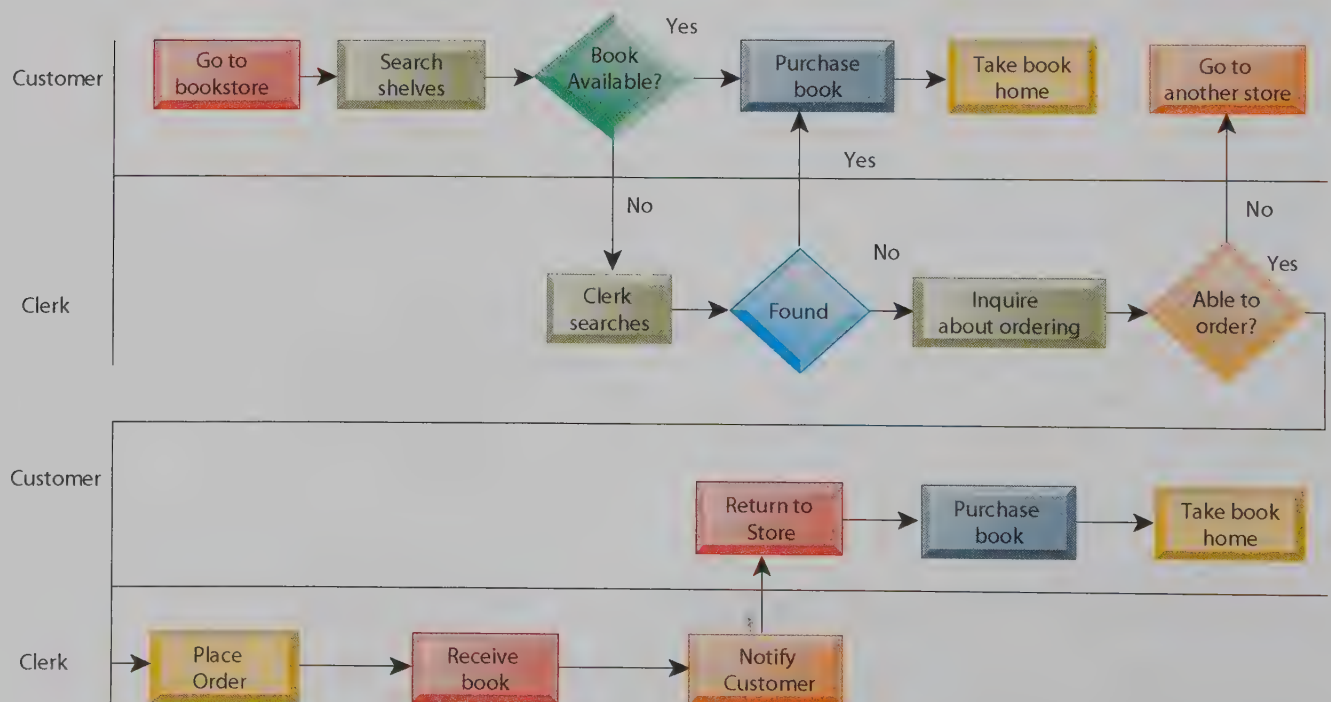 Customer
Go to
bookstore
Search
shelves
Book
Available?
Yes
Purchase
book
Take book
home
Go to
another store
Yes
No
Clerk
Clerk
searches
Found
No
Inquire
about ordering
Able to
order?
No
Yes
Customer
Return to
Store
Purchase
book
Take book
home
Clerk
Place
Order
Receive
book
Notify
Customer